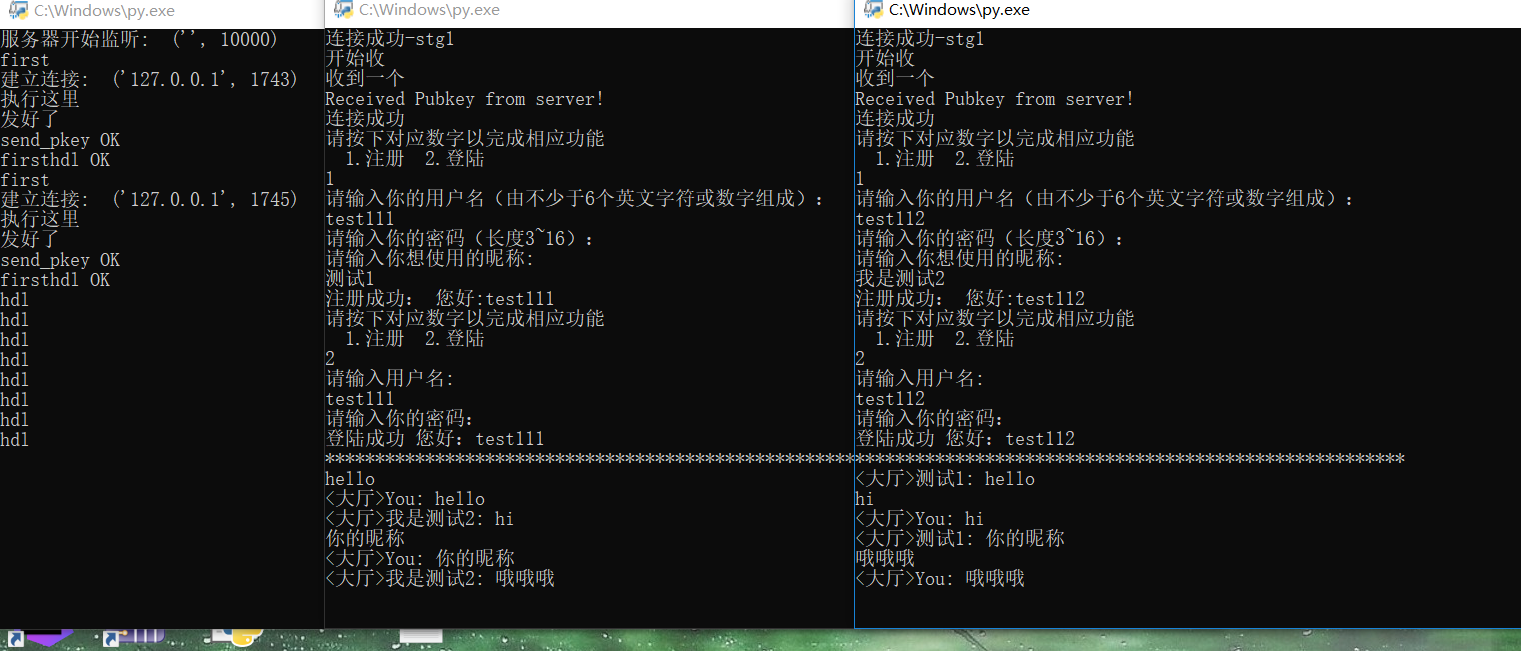 C:\Windows\py.exe
服务器开始监听: ('', 10000)
first
建立连接: ('127.0.0.1', 1743)
执行这里
发好了
send_pkey OK
firsthdl OK
first
建立连接: ('127.0.0.1', 1745)
执行这里
发好了
send_pkey OK
firsthdl OK
hdl
hdl
hdl
hdl
hdl
hdl
hdl
hdl
C:\Windows\py.exe
连接成功-stg1
开始收
收到一个
Received Pubkey from server!
连接成功
请按下对应数字以完成相应功能
1.注册 2.登陆
1
请输入你的用户名（由不少于6个英文字符或数字组成）:
test111
请输入你的密码（长度3~16）:
请输入你想使用的昵称:
测试1
注册成功: 您好:test111
请按下对应数字以完成相应功能
1.注册 2.登陆
2
请输入用户名:
test111
请输入你的密码:
登陆成功 您好: test111
*****************************************************
hello
<大厅>You: hello
<大厅>我是测试2: hi
你的昵称
<大厅>You: 你的昵称
<大厅>我是测试2: 哦哦哦
C:\Windows\py.exe
连接成功-stg1
开始收
收到一个
Received Pubkey from server!
连接成功
请按下对应数字以完成相应功能
1.注册 2.登陆
1
请输入你的用户名（由不少于6个英文字符或数字组成）:
test112
请输入你的密码（长度3~16）:
请输入你想使用的昵称:
我是测试2
注册成功: 您好:test112
请按下对应数字以完成相应功能
1.注册 2.登陆
2
请输入用户名:
test112
请输入你的密码:
登陆成功 您好: test112
*******************************************************
<大厅>测试1: hello
hi
<大厅>You: hi
<大厅>测试1: 你的昵称
哦哦哦
<大厅>You: 哦哦哦